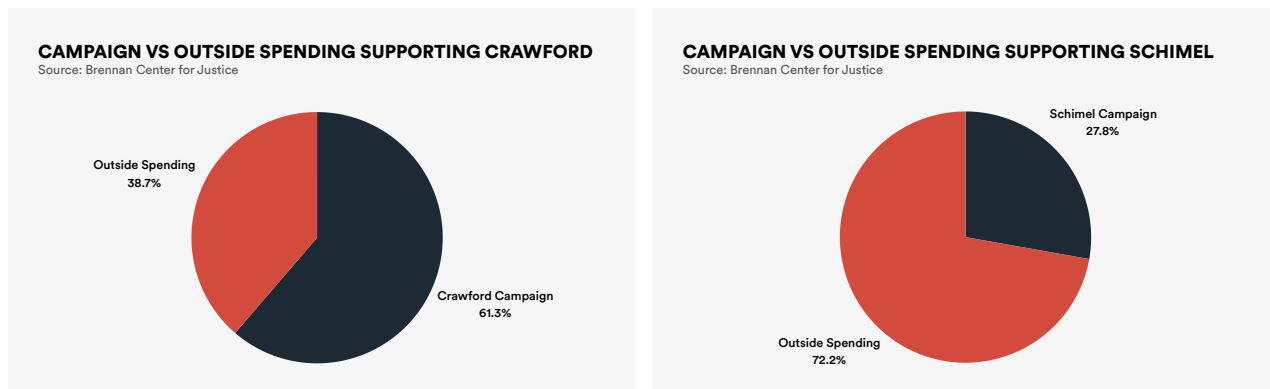 CAMPAIGN VS OUTSIDE SPENDING SUPPORTING CRAWFORD
Source: Brennan Center for Justice
Outside Spending
38.7%
Crawford Campaign
61.3%
CAMPAIGN VS OUTSIDE SPENDING SUPPORTING SCHIMEL
Source: Brennan Center for Justice
Schimel Campaign
27.8%
Outside Spending
72.2%